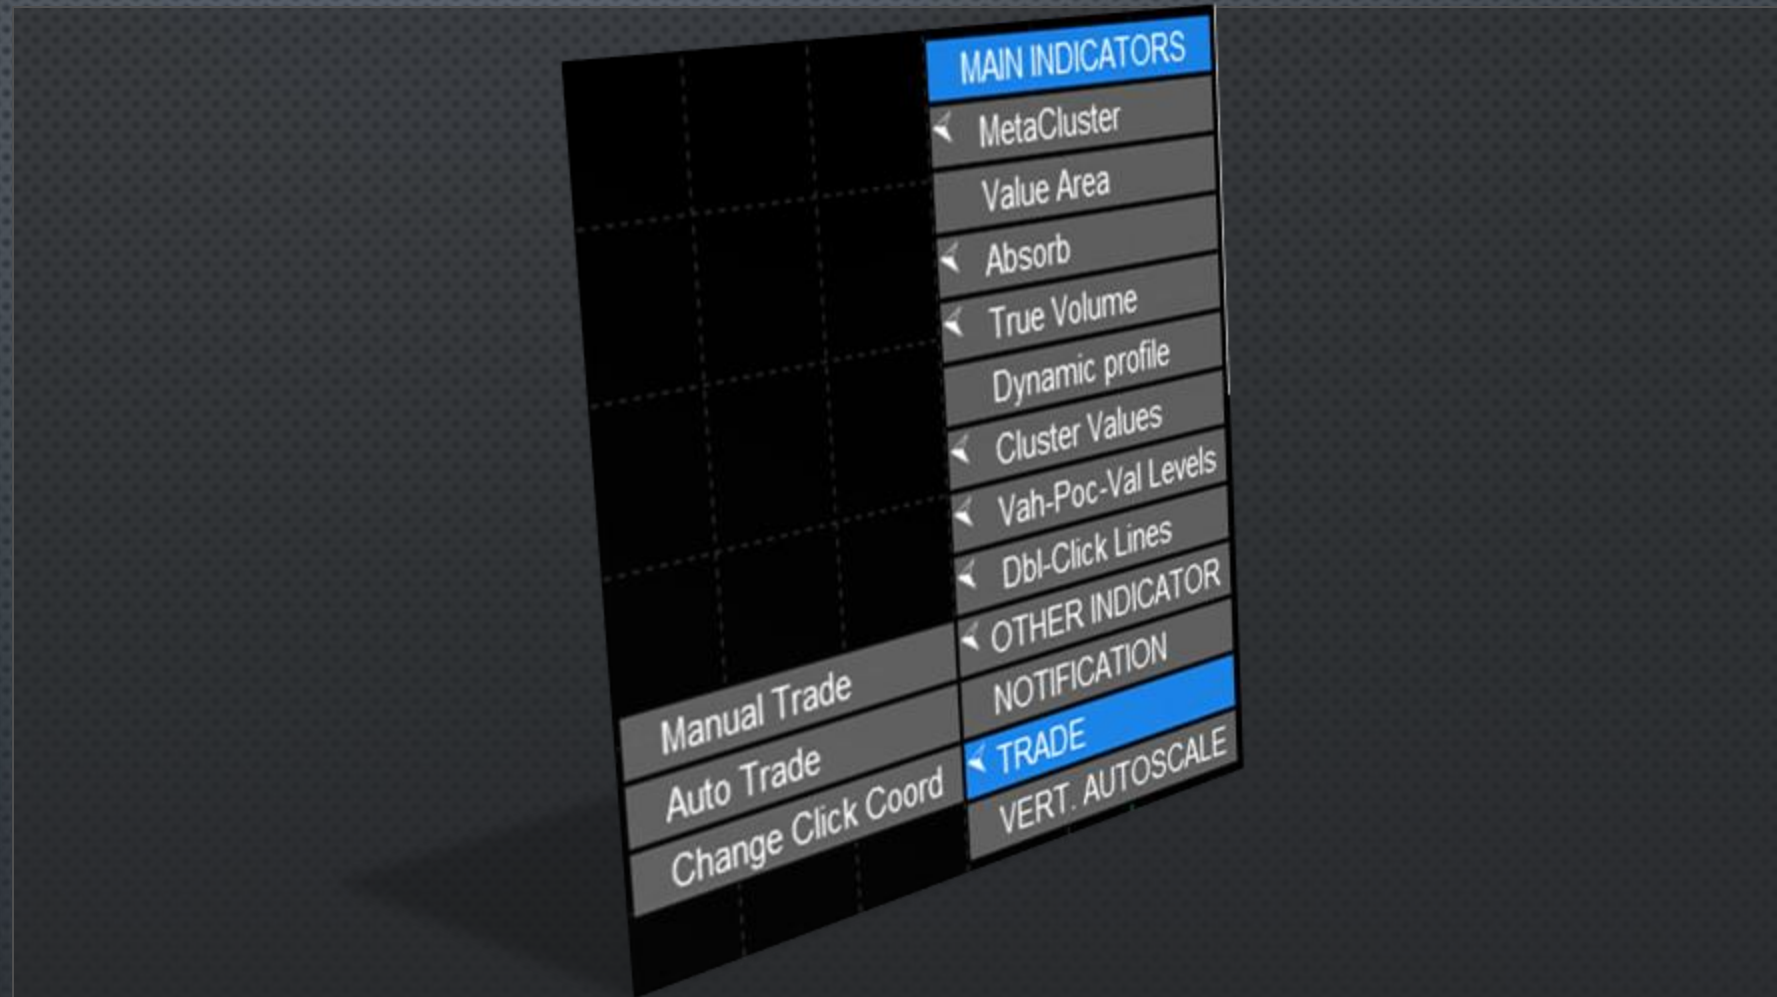 MAIN INDICATORS
MetaCluster
Value Area
Absorb
True Volume
Dynamic profile
Cluster Values
Vah-Poc-Val Levels
Dbl-Click Lines
OTHER INDICATOR
NOTIFICATION
TRADE
VERT. AUTOSCALE
Manual Trade
Auto Trade
Change Click Coord